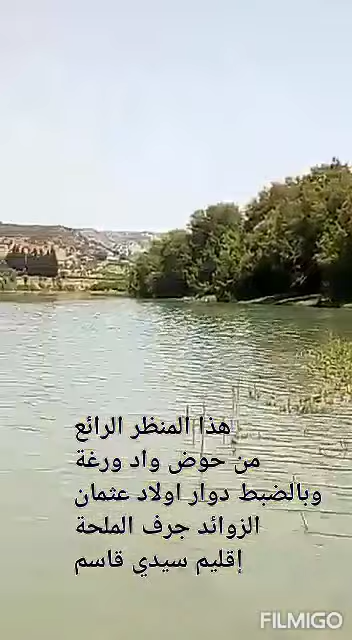 هذا المنظر الرائع
من حوض واد ورغة
وبالضبط دوار اولاد عثمان
الزوائد جرف الملحة
إقليم سيدي قاسم
FILMIGO